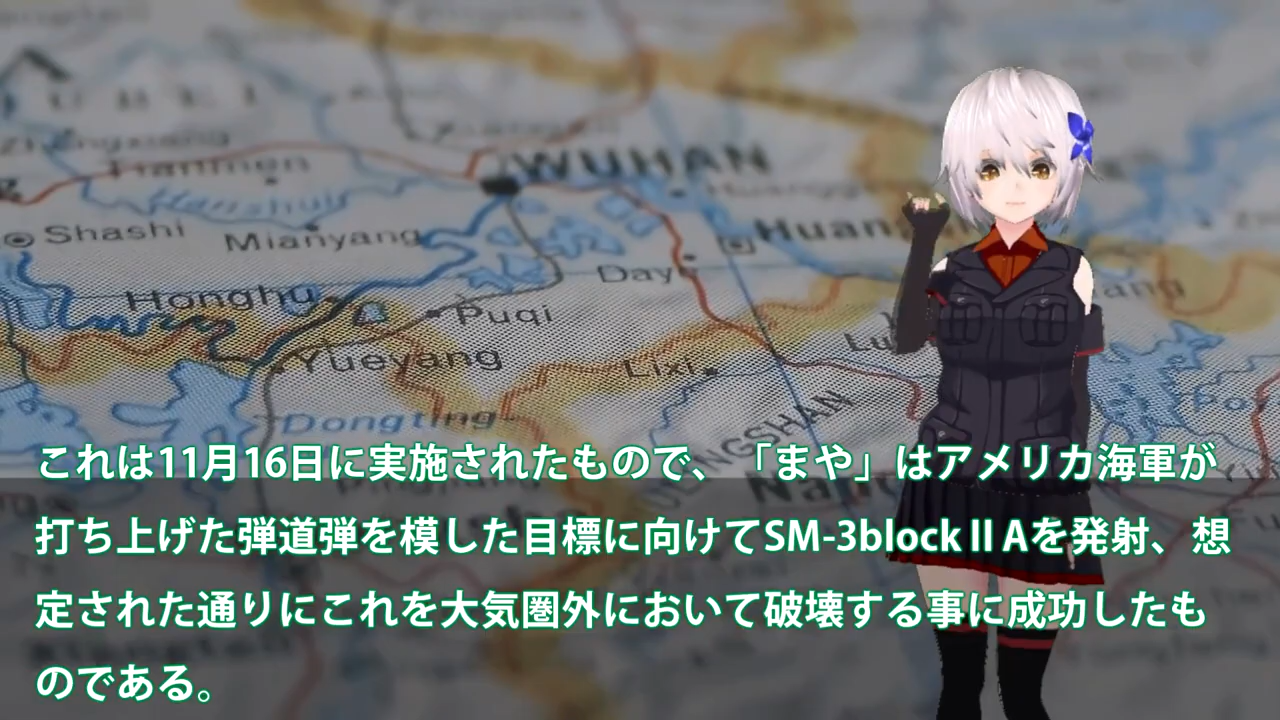 WUHAN
Tianmen
Hanshui
Shashi
Mianyang
Huan
Daye
Honghu
Puqi
Yueyang
Lixi
Lu
Dongting
これは11月16日に実施されたもので、「まや」はアメリカ海軍が
打ち上げた弾道弾を模した目標に向けてSM-3blockⅡAを発射、想
定された通りにこれを大気圏外において破壊する事に成功したも
のである。